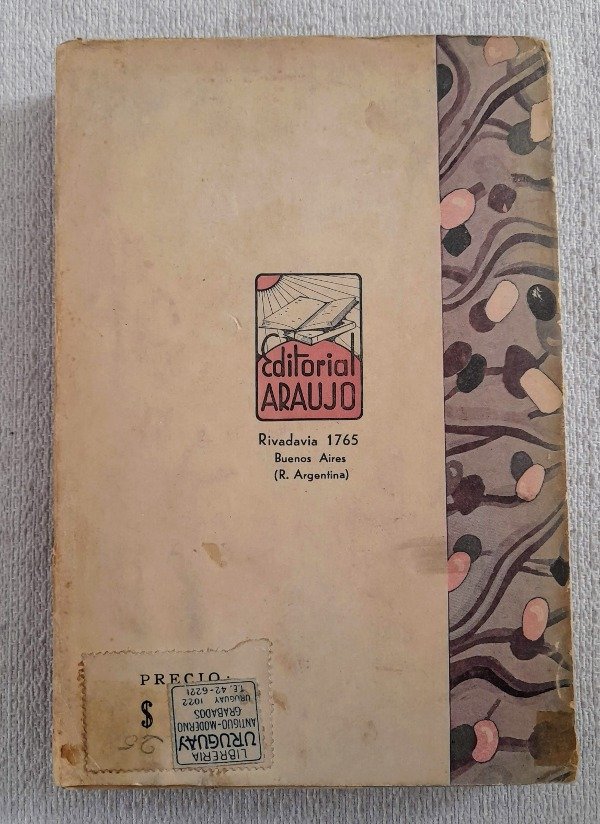 Editorial
ARAUJO
Rivadavia 1765
Buenos Aires
(R. Argentina)
PRECIO:
$
LIBRERIA
URUGUAY
ANTIGUO-MODERNO
GRABADOS
URUGUAY 1022
T.E. 42-6221